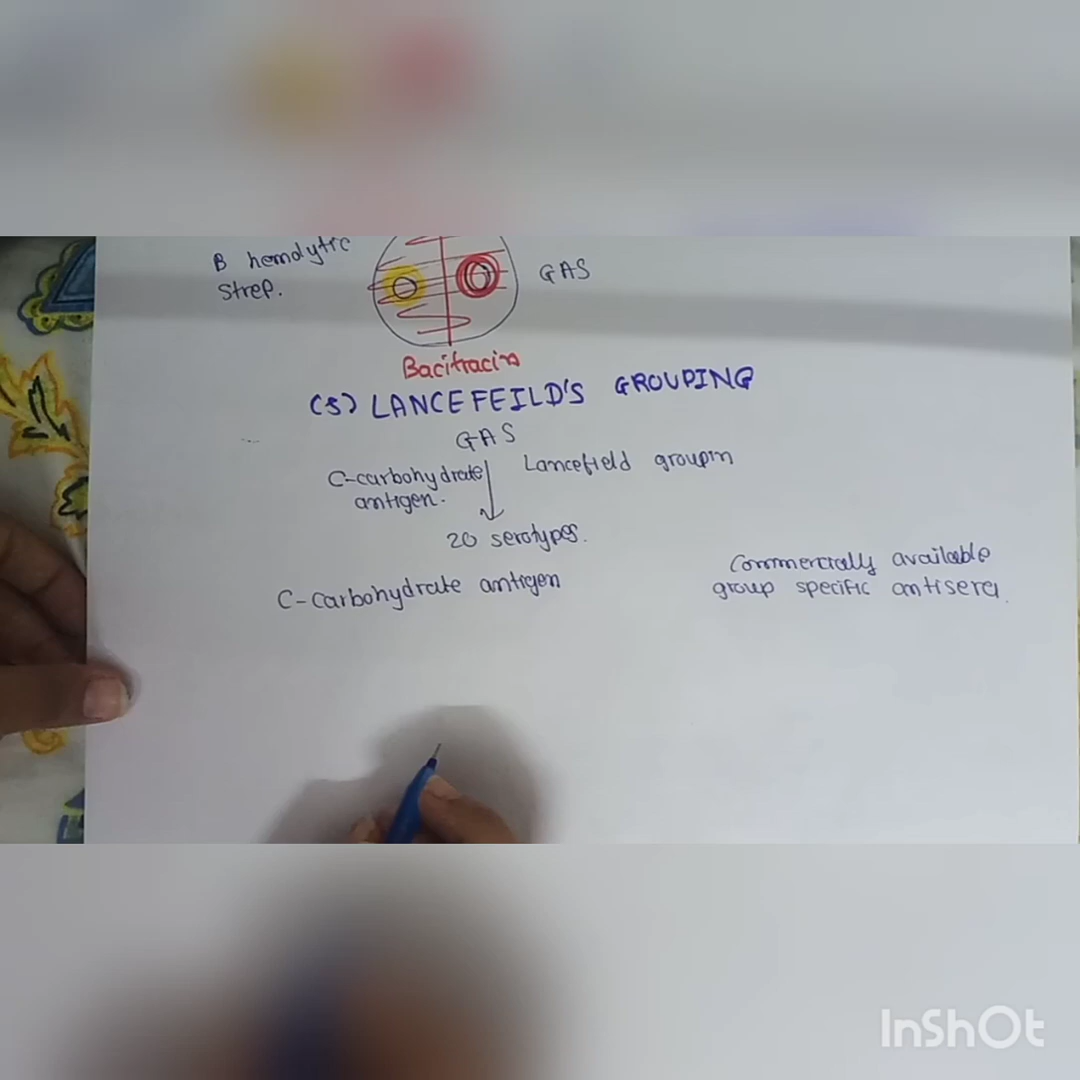 B hemolytic
Strep.
GAS
Bacitracin
(5) LANCEFEILD'S GROUPING
GAS
C-carbohydrate
antigen.
Lancefield groupin
20 serotypes.
C-carbohydrate antigen
Commercially available
group specific antisera.
InShOt